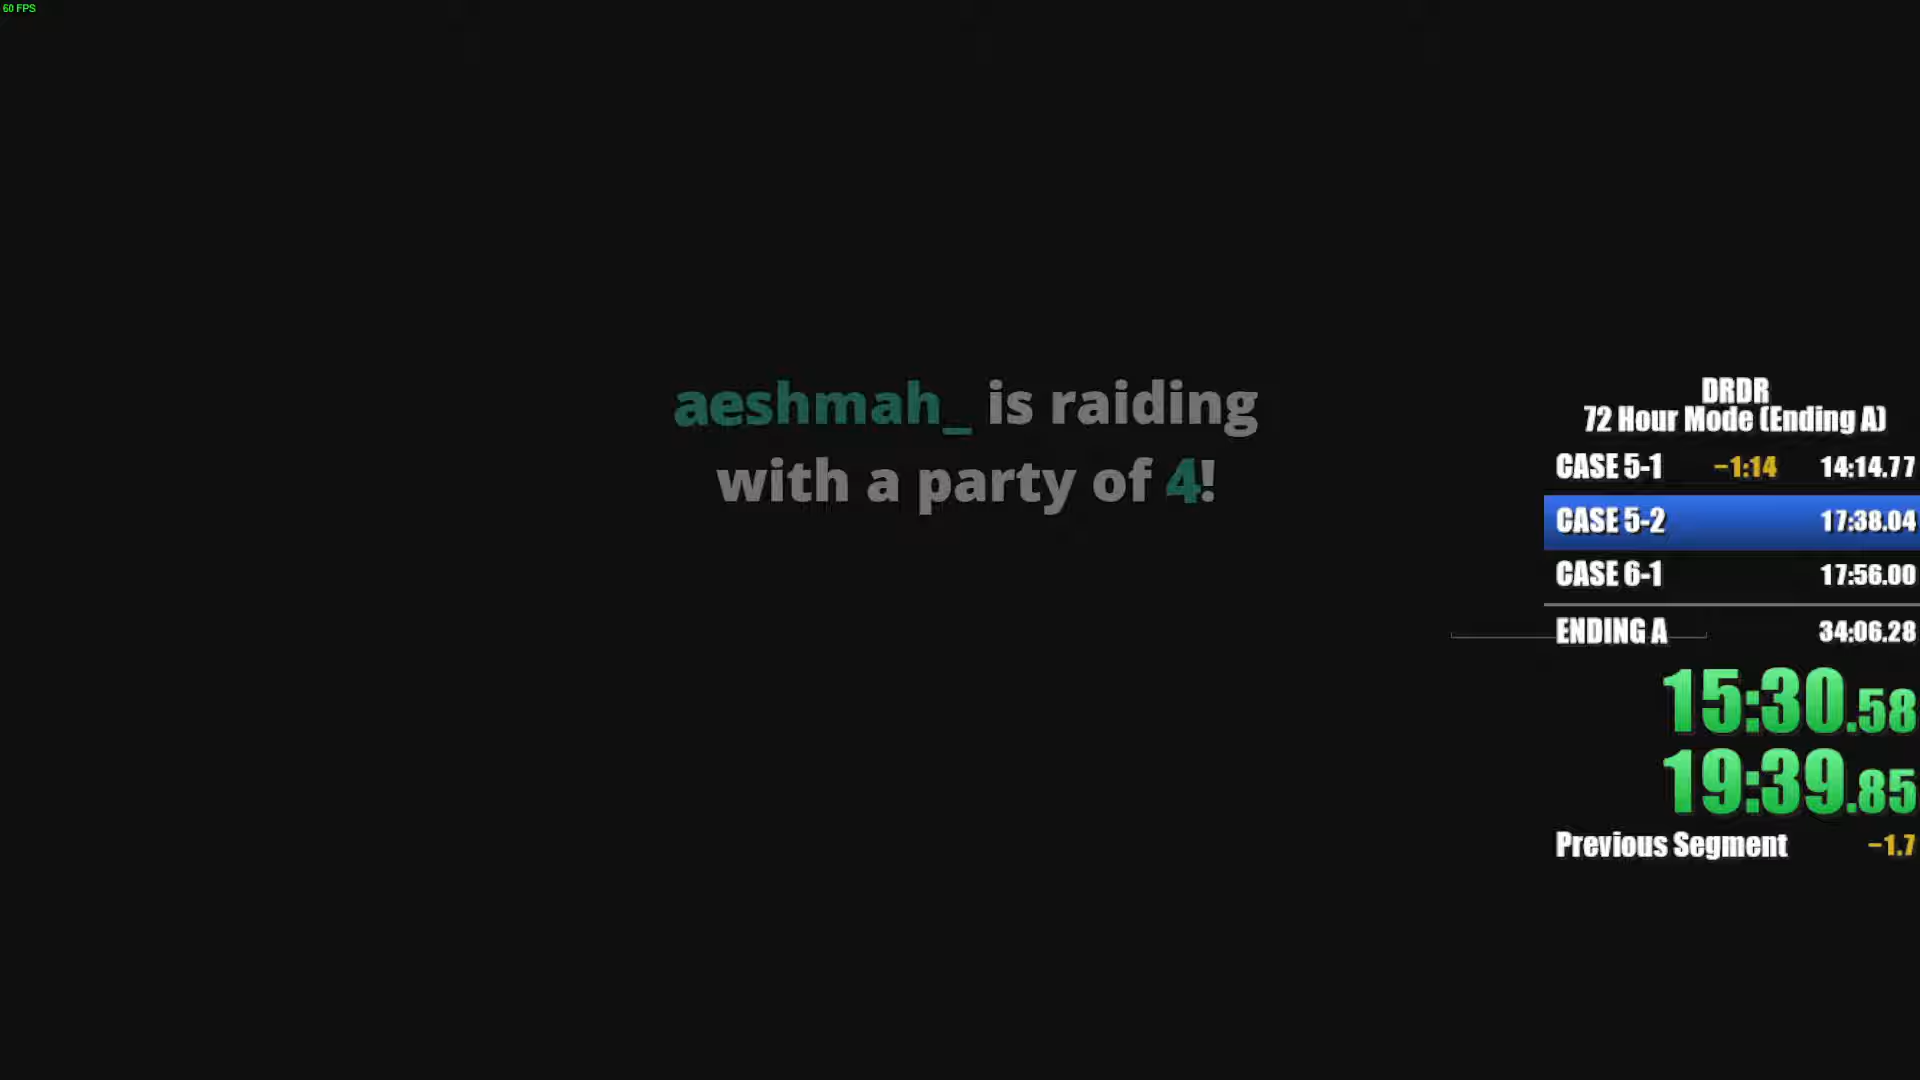 60 FPS
aeshmah_ is raiding
with a party of 4!
DRDR
72 Hour Mode (Ending A)
CASE 5-1 −1:14 14:14.77
CASE 5-2 17:38.04
CASE 6-1 17:56.00
ENDING A 34:06.28
15:30.58
19:39.85
Previous Segment −1.7